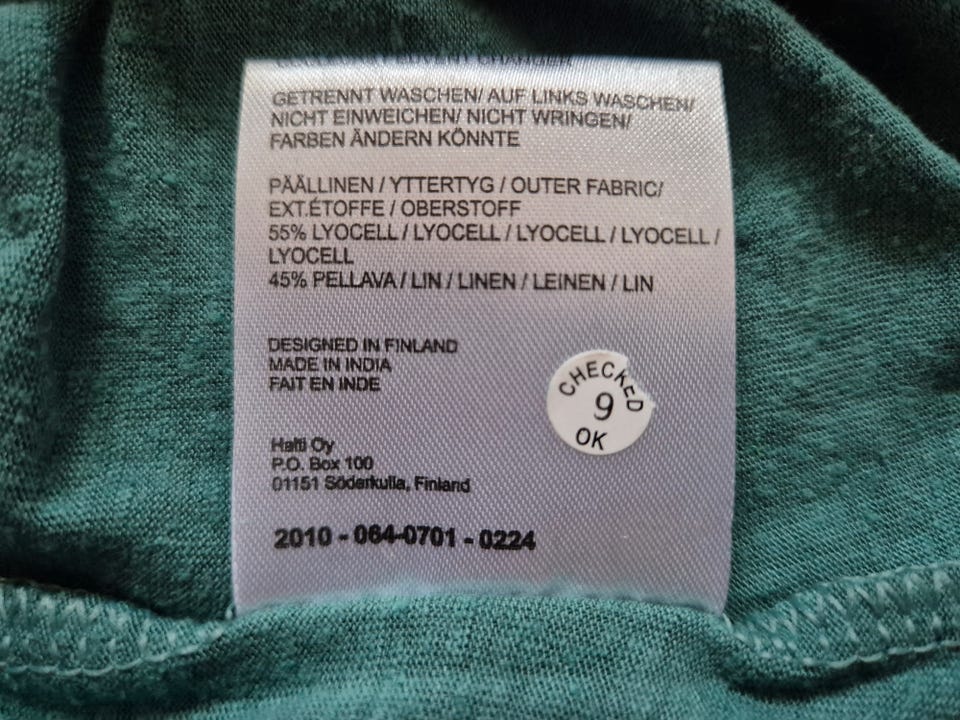 PEUVENT CHANGER
GETRENNT WASCHEN/ AUF LINKS WASCHEN/
NICHT EINWEICHEN/ NICHT WRINGEN/
FARBEN ÄNDERN KÖNNTE
PÄÄLLINEN / YTTERTYG / OUTER FABRIC/
EXT.ÉTOFFE / OBERSTOFF
55% LYOCELL / LYOCELL / LYOCELL / LYOCELL /
LYOCELL
45% PELLAVA / LIN / LINEN / LEINEN / LIN
DESIGNED IN FINLAND
MADE IN INDIA
FAIT EN INDE
CHECKED
9
OK
Halti Oy
P.O. Box 100
01151 Söderkulla, Finland
2010 - 064-0701 - 0224